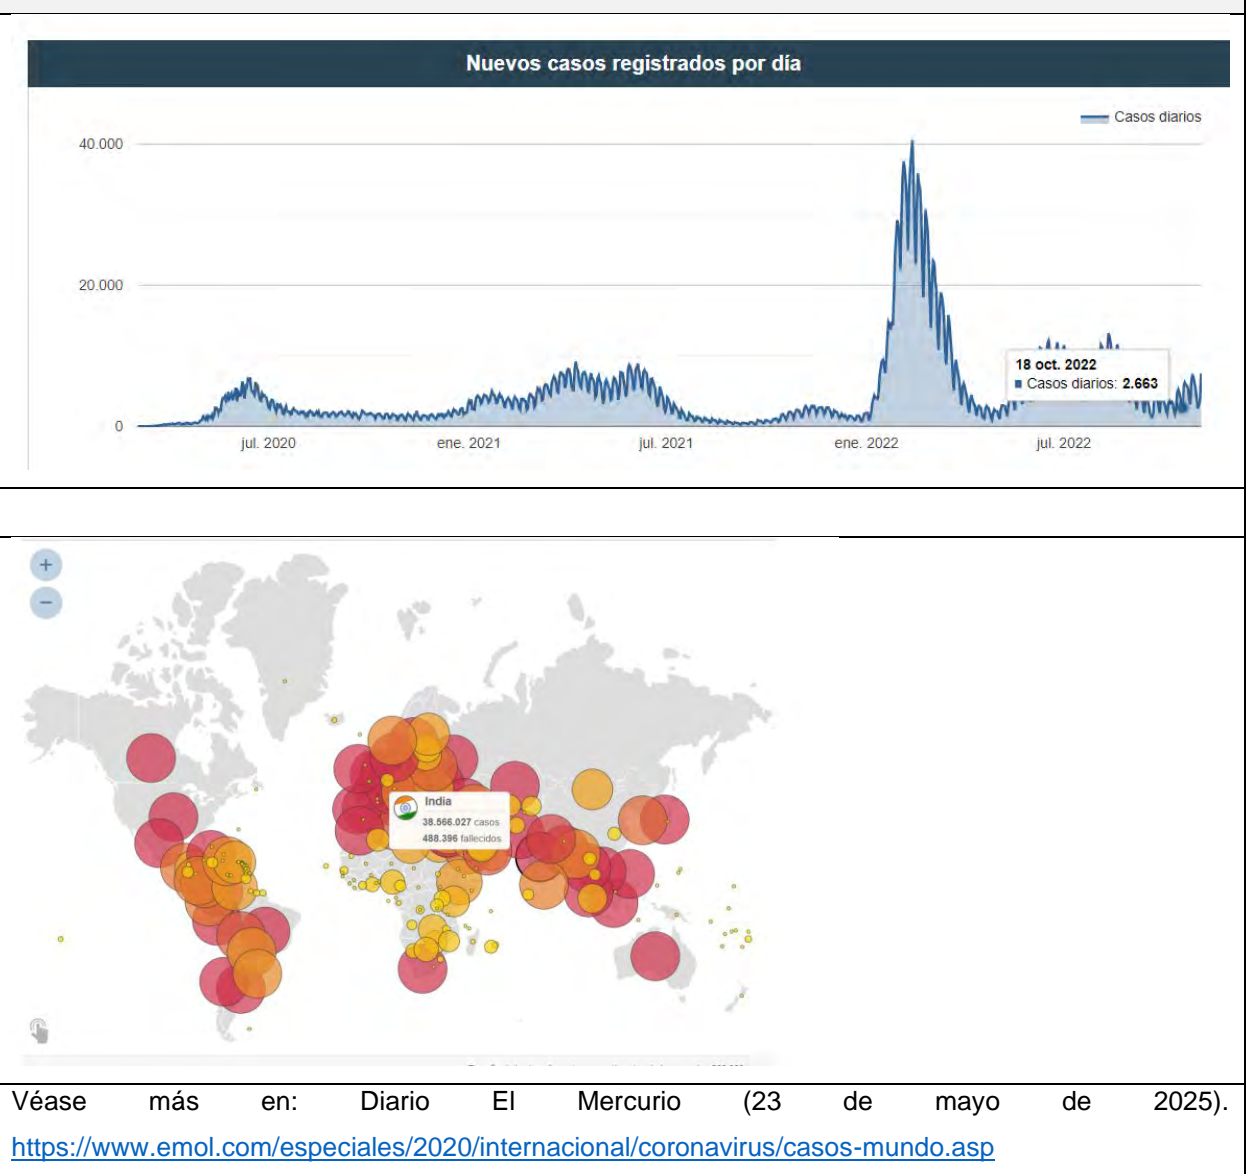 Nuevos casos registrados por día
Casos diarios
40.000
20.000
18 oct. 2022
Casos diarios: 2.663
0
jul. 2020
ene. 2021
jul. 2021
ene. 2022
jul. 2022
+
−
India
38.566.027 casos
488.396 fallecidos
Véase más en: Diario El Mercurio (23 de mayo de 2025).
https://www.emol.com/especiales/2020/internacional/coronavirus/casos-mundo.asp